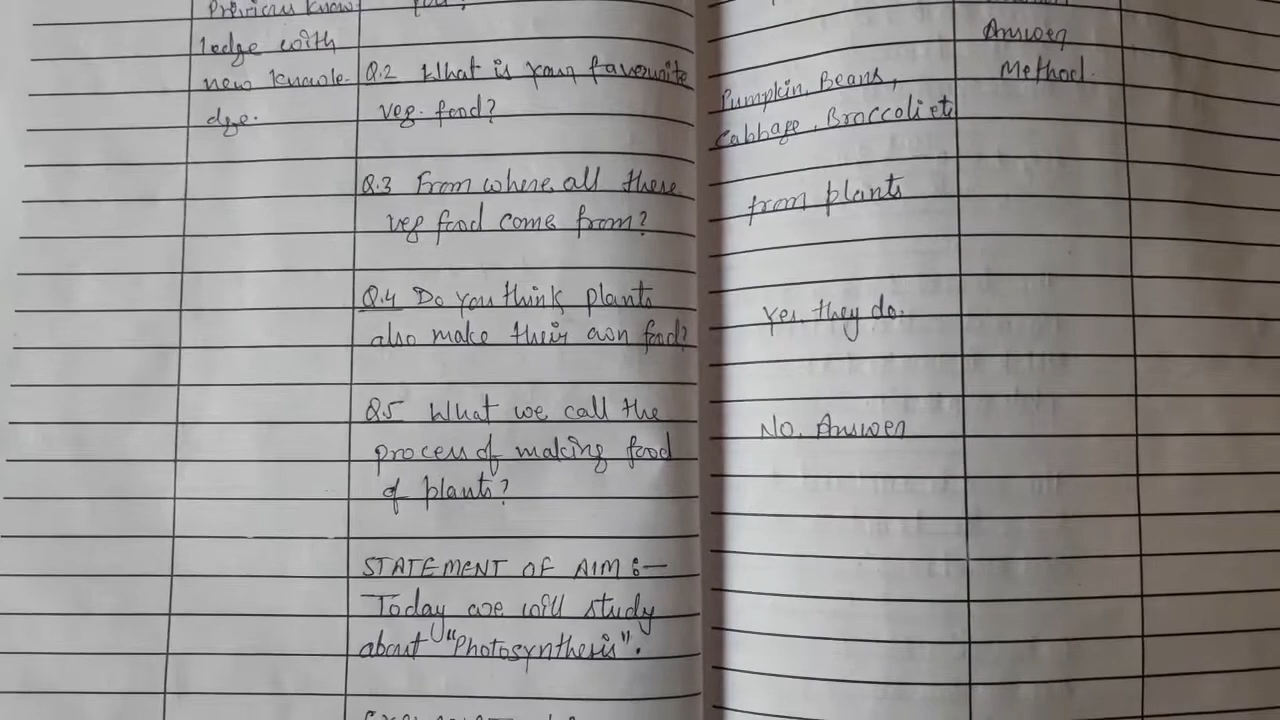 Previous know
ledge with
new knowle-
dge.
you?
Q.2 What is your favourite
veg. food?
Q.3 From where all these
veg food come from?
Q.4 Do you think plants
also make their own food?
Q.5 What we call the
process of making food
of plants?
STATEMENT OF AIM :-
Today we will study
about "Photosynthesis".
Pumpkin, Beans,
Cabbage, Broccoli etc
from plants
Yes, they do.
No. Answer
Answer
Method.